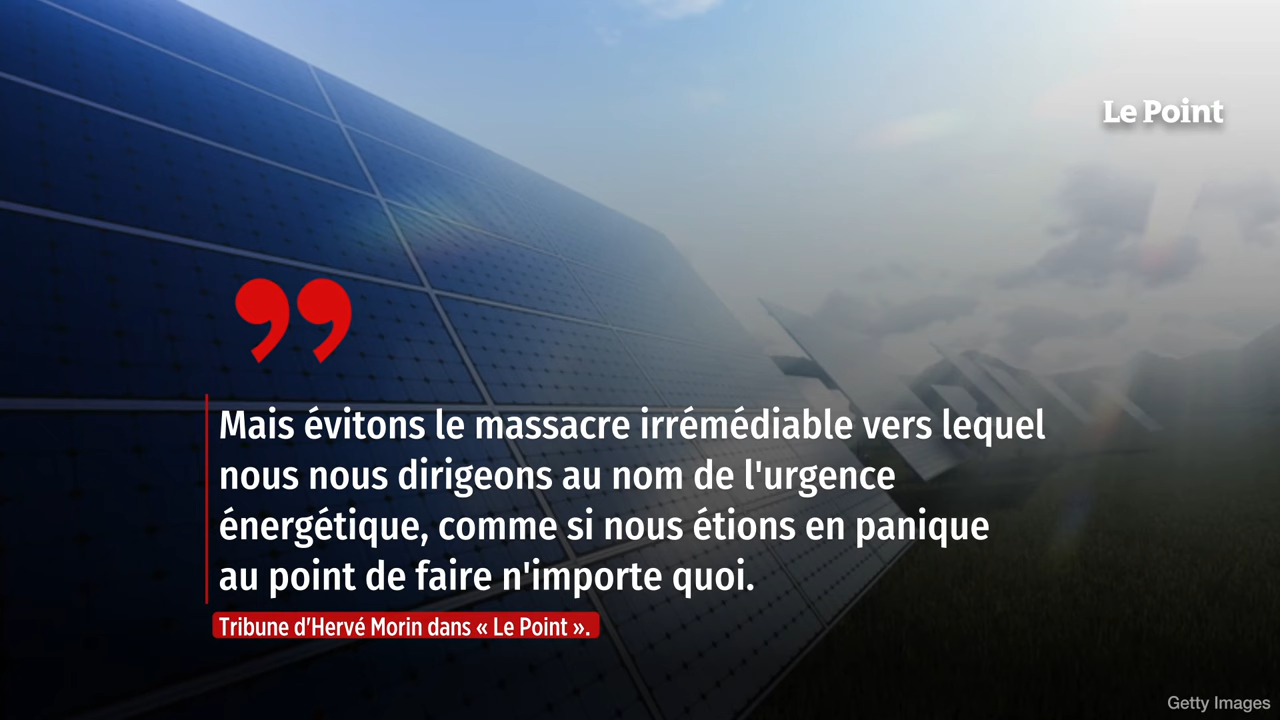 Le Point
”
Mais évitons le massacre irrémédiable vers lequel
nous nous dirigeons au nom de l'urgence
énergétique, comme si nous étions en panique
au point de faire n'importe quoi.
Tribune d'Hervé Morin dans « Le Point ».
Getty Images